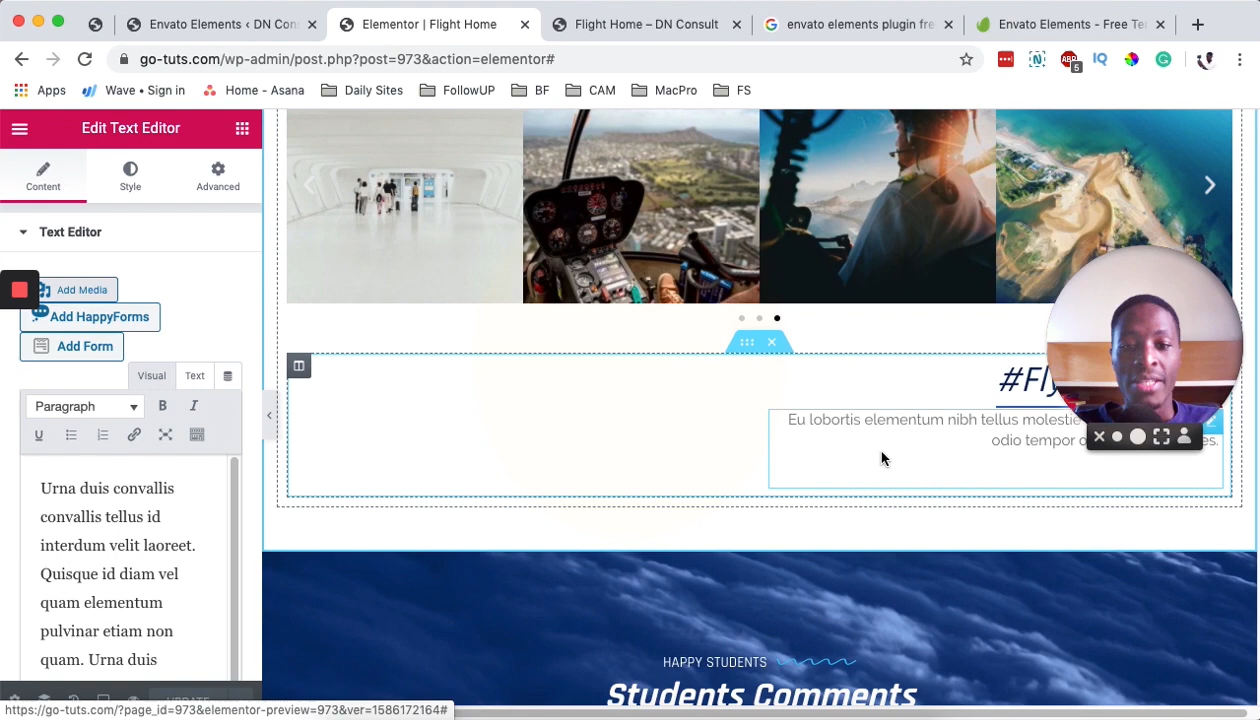 Envato Elements ‹ DN Con
Elementor | Flight Home
Flight Home – DN Consult
envato elements plugin fre
Envato Elements - Free Te
go-tuts.com/wp-admin/post.php?post=973&action=elementor#
5
Apps
Wave • Sign in
Home - Asana
Daily Sites
FollowUP
BF
CAM
MacPro
FS
Edit Text Editor
Content
Style
Advanced
Text Editor
Add Media
Add HappyForms
Add Form
Visual
Text
Paragraph
B
I
U
Urna duis convallis
convallis tellus id
interdum velit laoreet.
Quisque id diam vel
quam elementum
pulvinar etiam non
quam. Urna duis
UPDATE
https://go-tuts.com/?page_id=973&elementor-preview=973&ver=1586172164#
#Fly
Eu lobortis elementum nibh tellus molestie
odio tempor
HAPPY STUDENTS
Students Comments